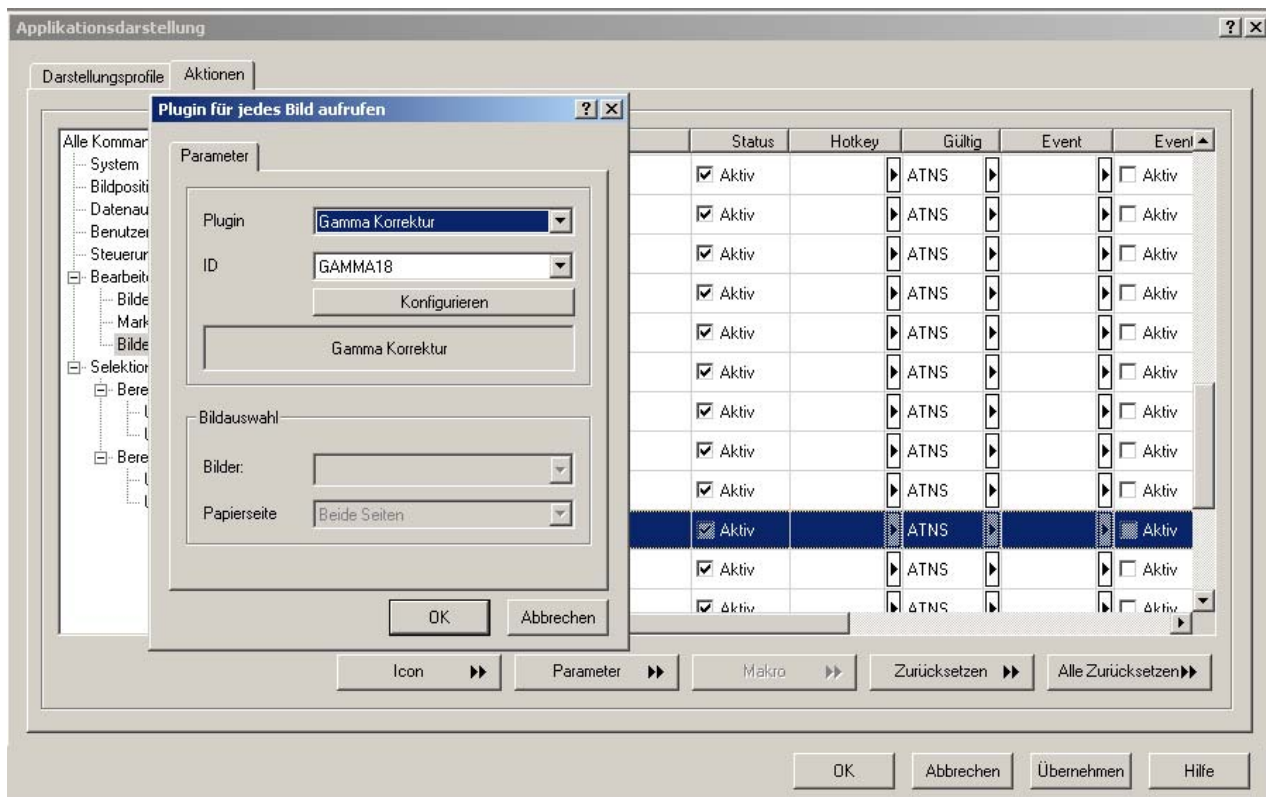 Applikationsdarstellung
Darstellungsprofile Aktionen
Plugin für jedes Bild aufrufen
Parameter
Plugin Gamma Korrektur
ID GAMMA18
Konfigurieren
Gamma Korrektur
Bildauswahl
Bilder:
Papierseite Beide Seiten
OK Abbrechen
Alle Kommar
System
Bildpositi
Datenau
Benutzer
Steuerur
Bearbeite
Bilde
Mark
Bilde
Selektion
Bere
Bere
Status Hotkey Gültig Event Event
Aktiv ATNS Aktiv
Aktiv ATNS Aktiv
Aktiv ATNS Aktiv
Aktiv ATNS Aktiv
Aktiv ATNS Aktiv
Aktiv ATNS Aktiv
Aktiv ATNS Aktiv
Aktiv ATNS Aktiv
Aktiv ATNS Aktiv
Aktiv ATNS Aktiv
Aktiv ATNS Aktiv
Aktiv ATNS Aktiv
Icon Parameter Makro Zurücksetzen Alle Zurücksetzen
OK Abbrechen Übernehmen Hilfe